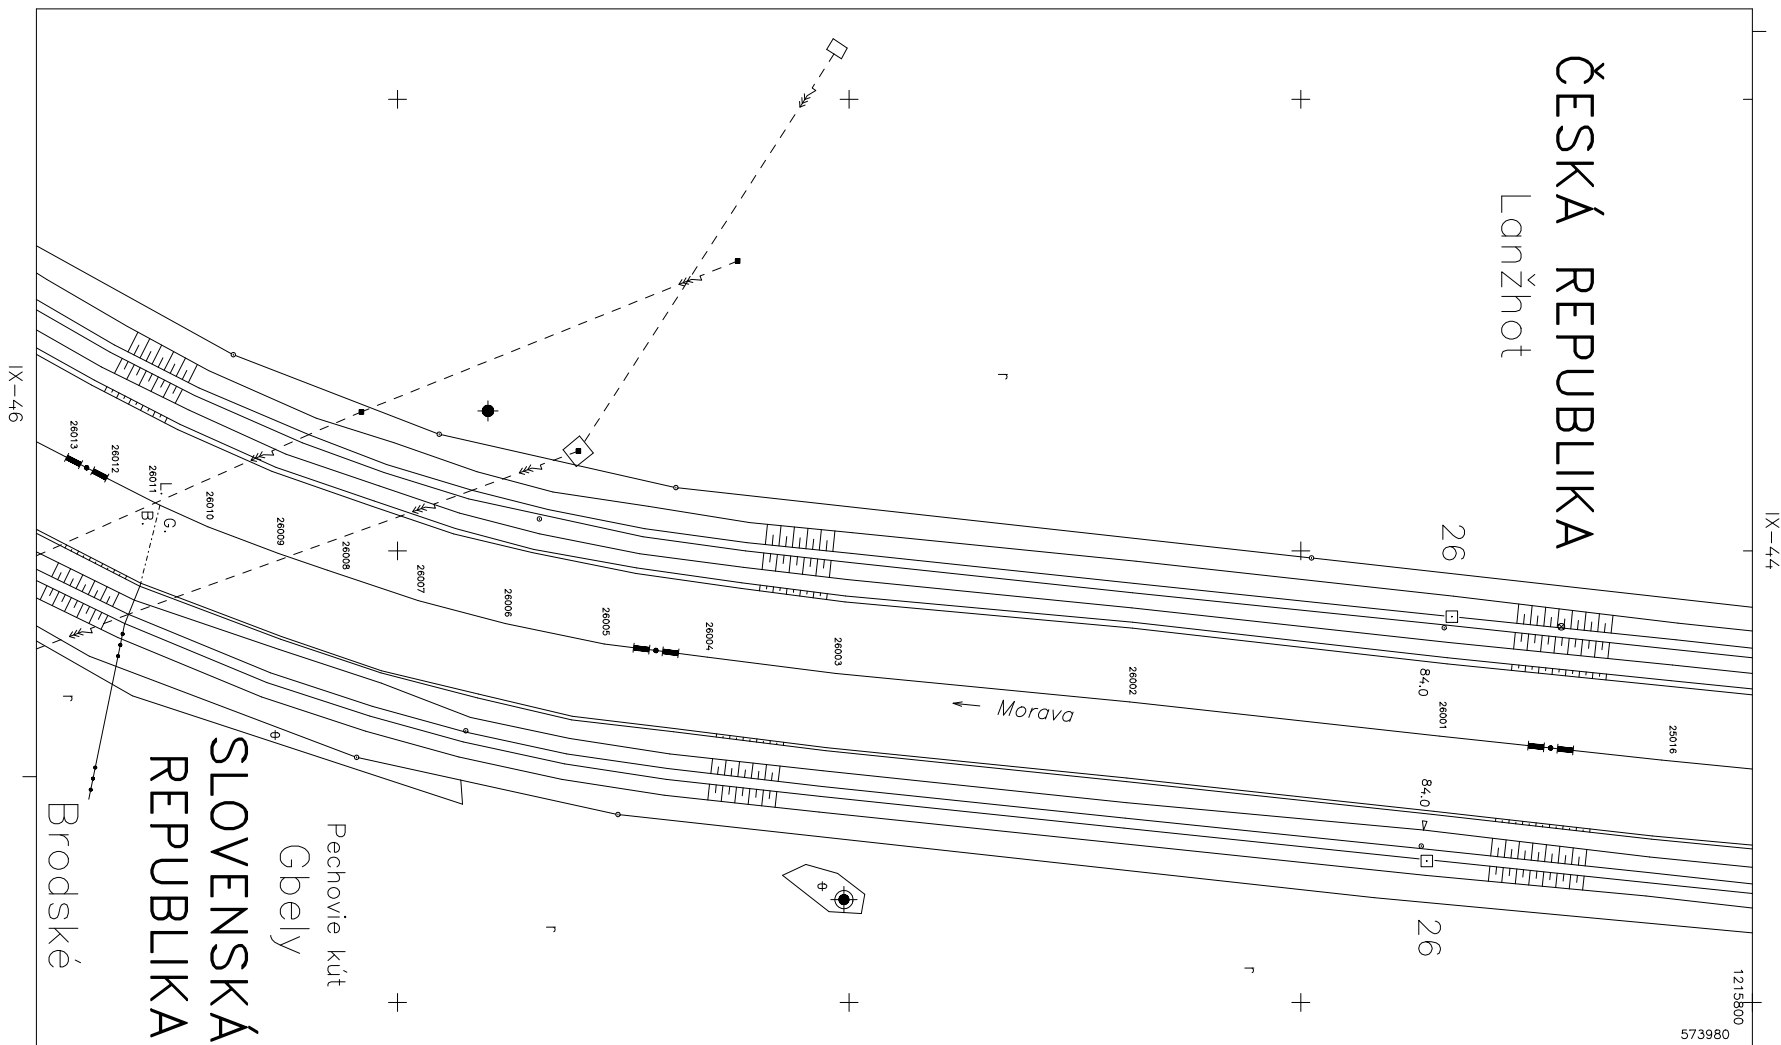 ČESKÁ REPUBLIKA
Lanžhot
IX-44
IX-46
26
84.0
25016
26001
26002
26003
26004
26005
26006
26007
26008
26009
26010
26011
26012
26013
L. G.
B.
Morava
84.0
26
SLOVENSKÁ
REPUBLIKA
Pechovie kút
Gbely
Brodské
1215800
573980